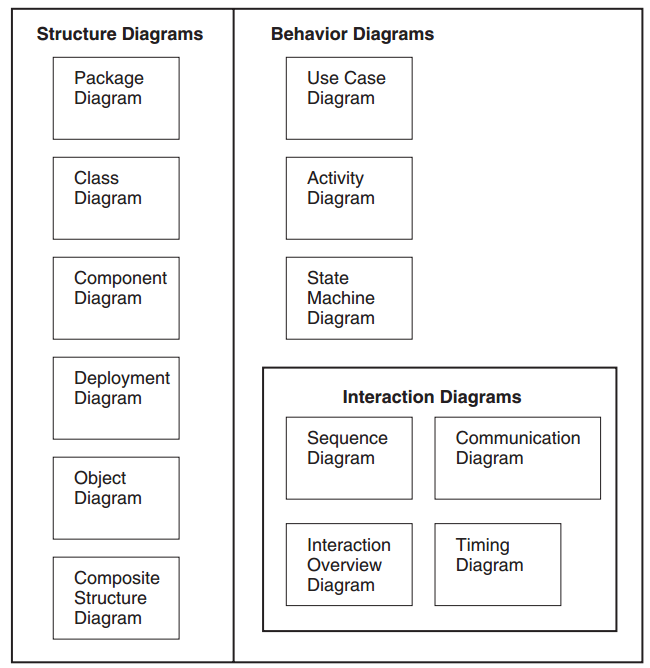 Structure Diagrams
Package
Diagram
Class
Diagram
Component
Diagram
Deployment
Diagram
Object
Diagram
Composite
Structure
Diagram
Behavior Diagrams
Use Case
Diagram
Activity
Diagram
State
Machine
Diagram
Interaction Diagrams
Sequence
Diagram
Communication
Diagram
Interaction
Overview
Diagram
Timing
Diagram